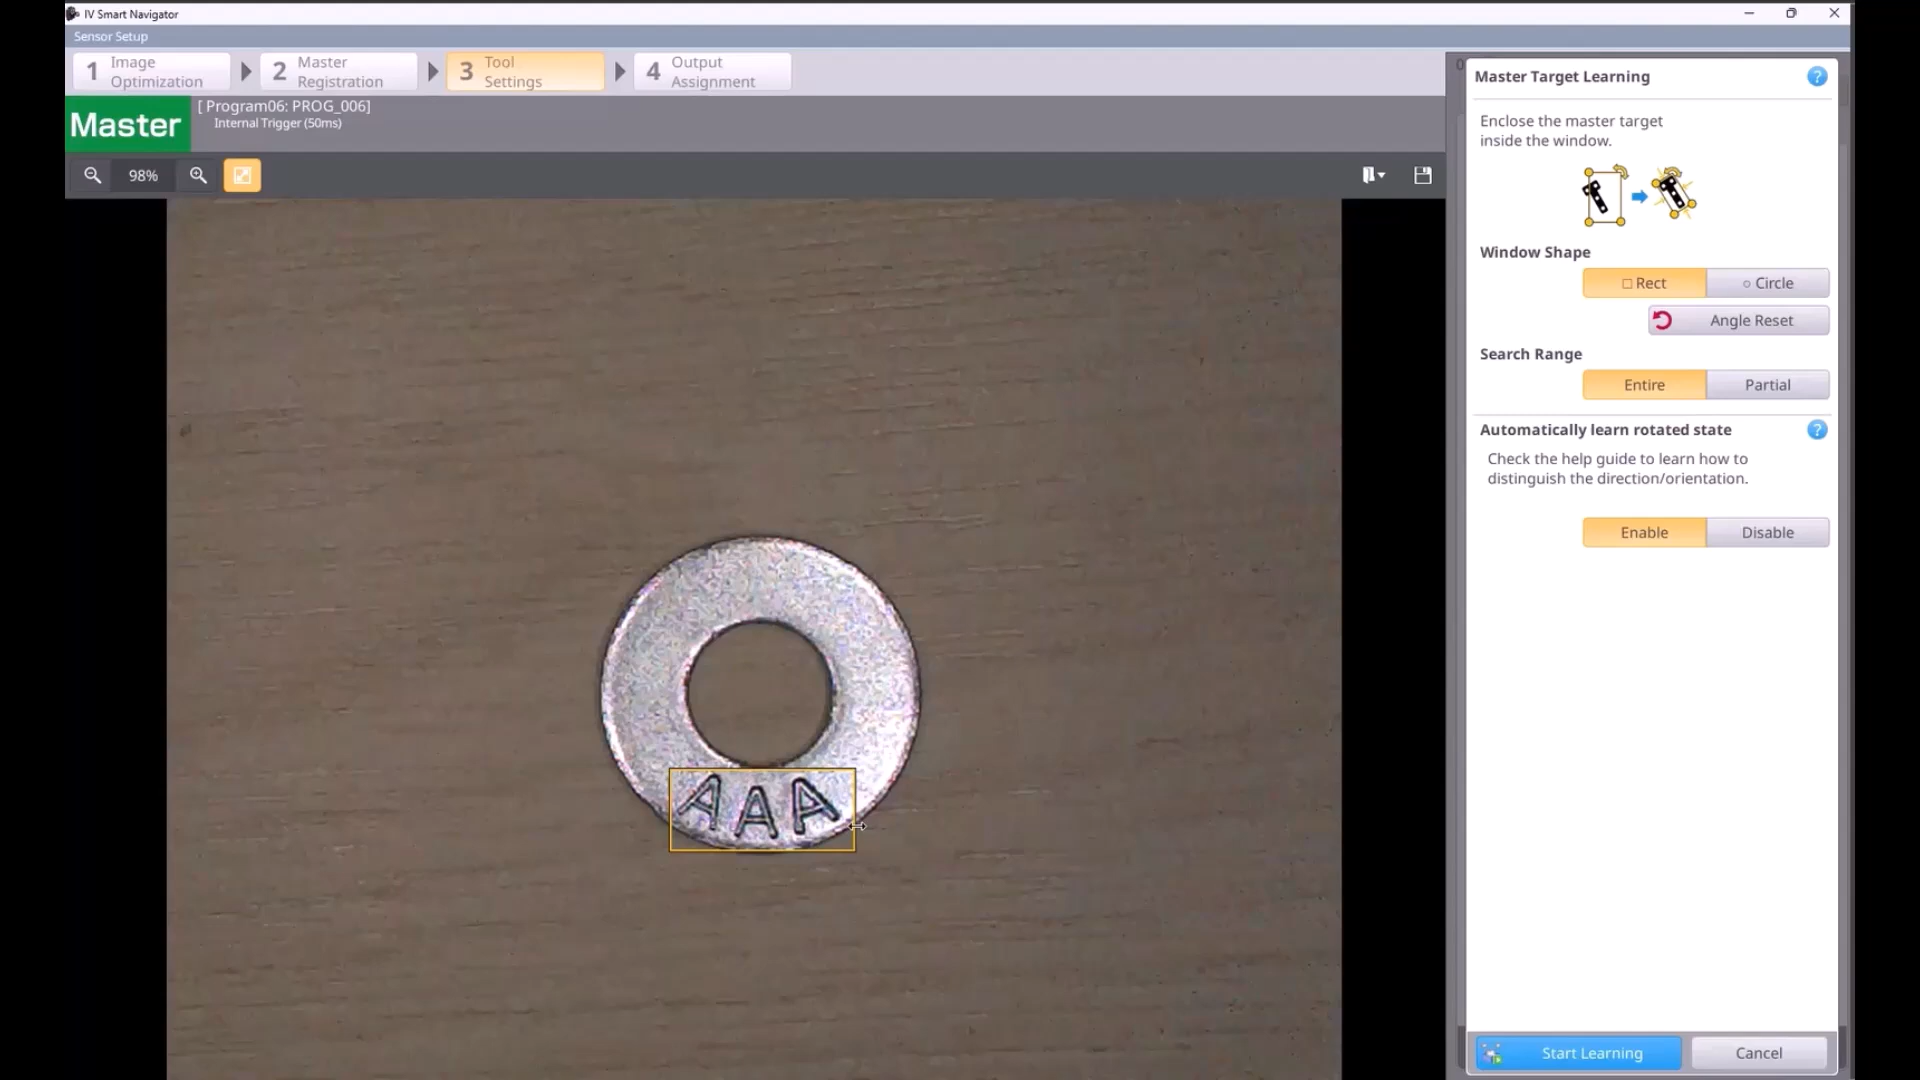 IV Smart Navigator
Sensor Setup
1 Image Optimization
2 Master Registration
3 Tool Settings
4 Output Assignment
Master
[ Program06: PROG_006]
Internal Trigger (50ms)
98%
AAA
Master Target Learning
?
Enclose the master target
inside the window.
Window Shape
Rect
Circle
Angle Reset
Search Range
Entire
Partial
Automatically learn rotated state
?
Check the help guide to learn how to
distinguish the direction/orientation.
Enable
Disable
Start Learning
Cancel